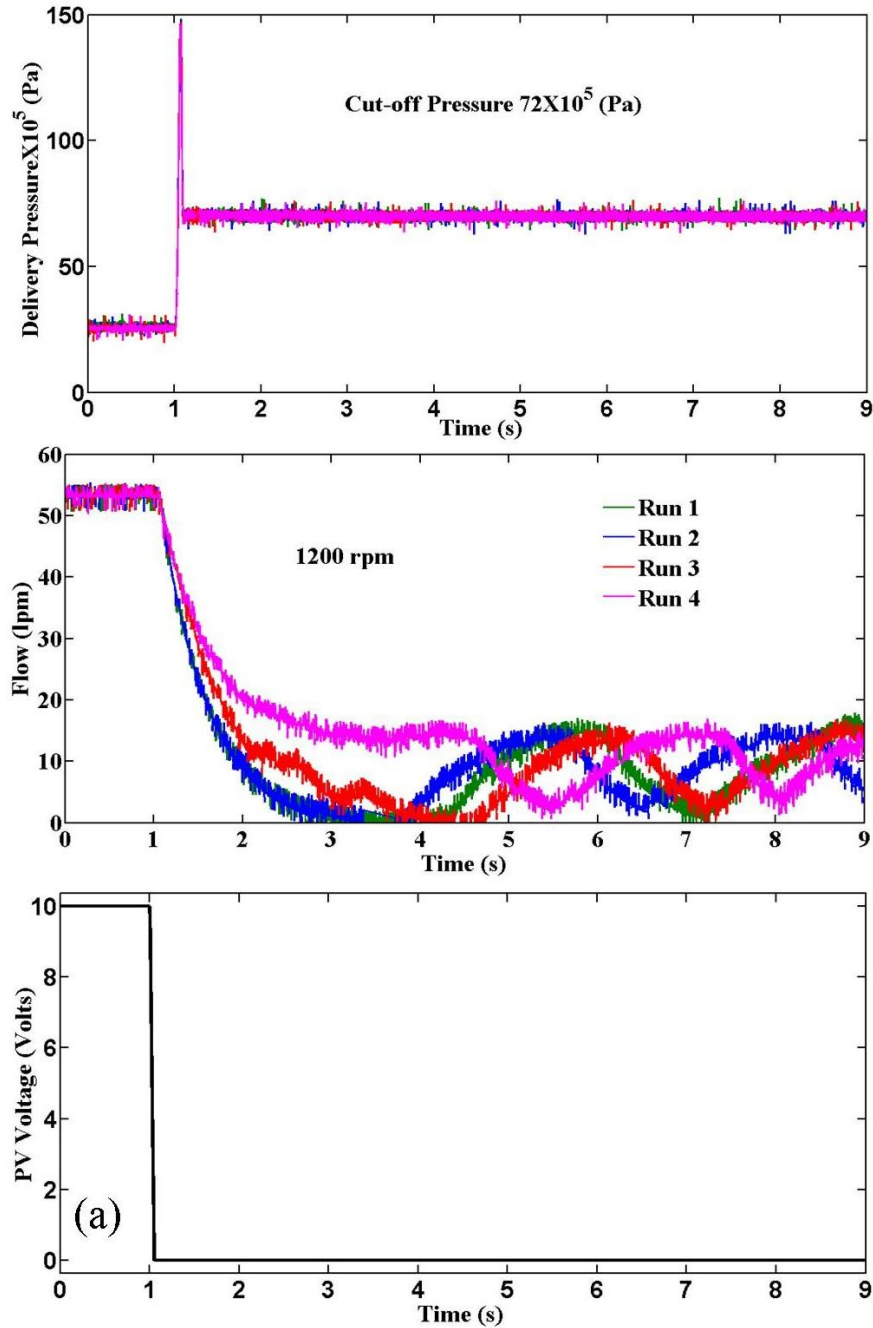 150
100
50
0
Delivery PressureX10^5 (Pa)
Cut-off Pressure 72X10^5 (Pa)
0 1 2 3 4 5 6 7 8 9
Time (s)
60
50
40
30
20
10
0
Flow (lpm)
1200 rpm
Run 1
Run 2
Run 3
Run 4
0 1 2 3 4 5 6 7 8 9
Time (s)
10
8
6
4
2
0
PV Voltage (Volts)
(a)
0 1 2 3 4 5 6 7 8 9
Time (s)